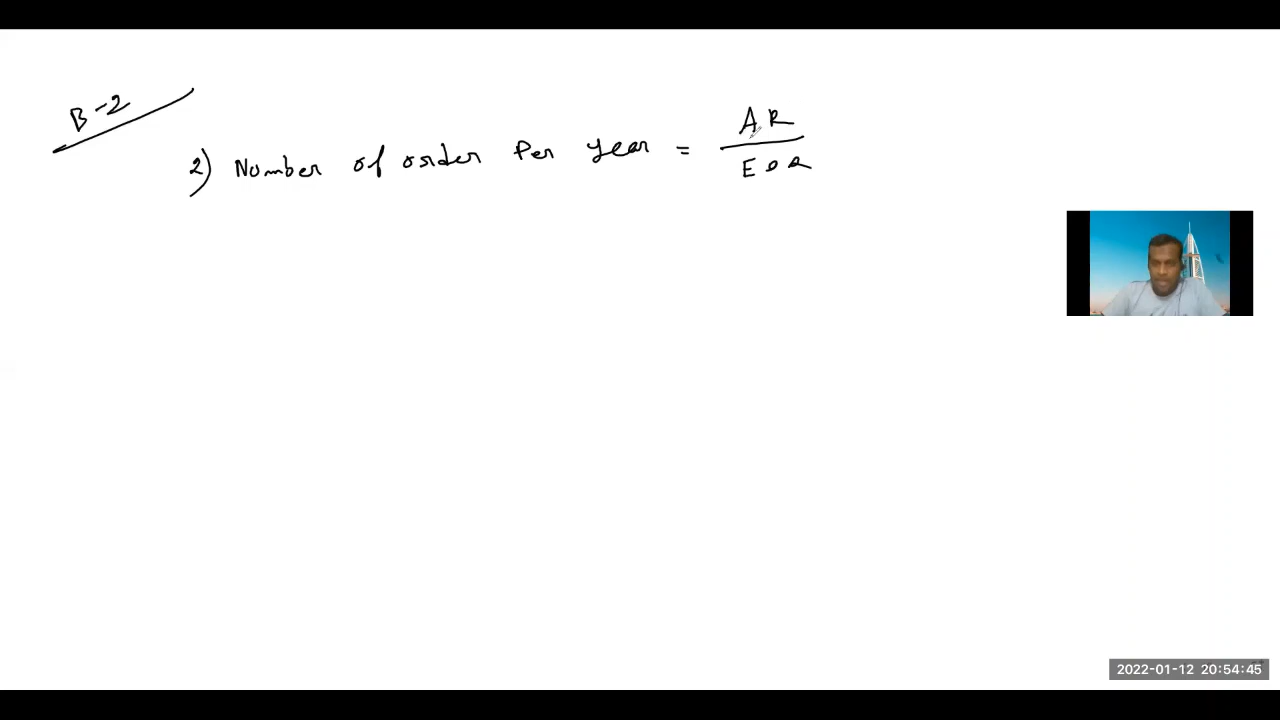 B-2
2) Number of order Per year = AR / EOQ
2022-01-12 20:54:45